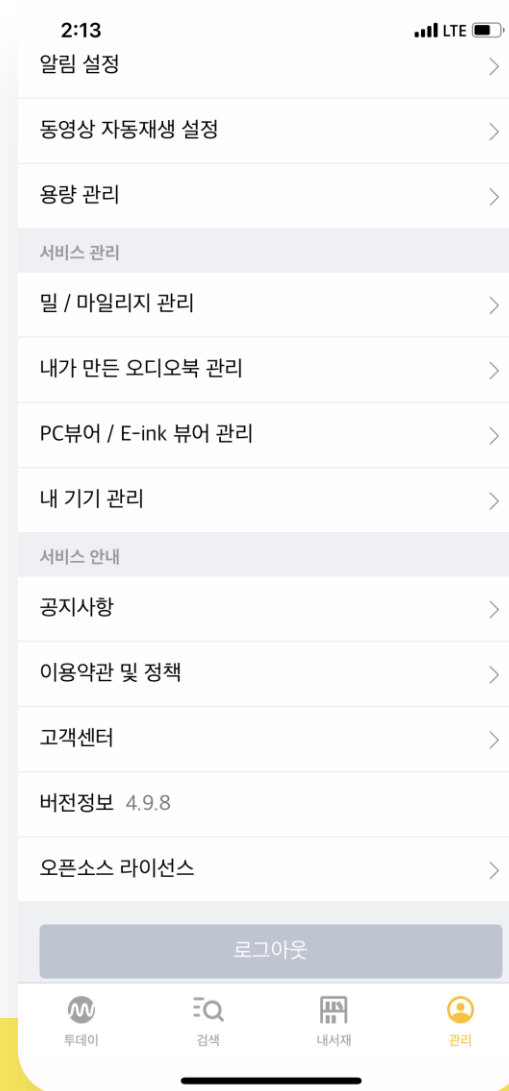 2:13 LTE
알림 설정
동영상 자동재생 설정
용량 관리
서비스 관리
밀 / 마일리지 관리
내가 만든 오디오북 관리
PC뷰어 / E-ink 뷰어 관리
내 기기 관리
서비스 안내
공지사항
이용약관 및 정책
고객센터
버전정보 4.9.8
오픈소스 라이선스
로그아웃
투데이 검색 내서재 관리